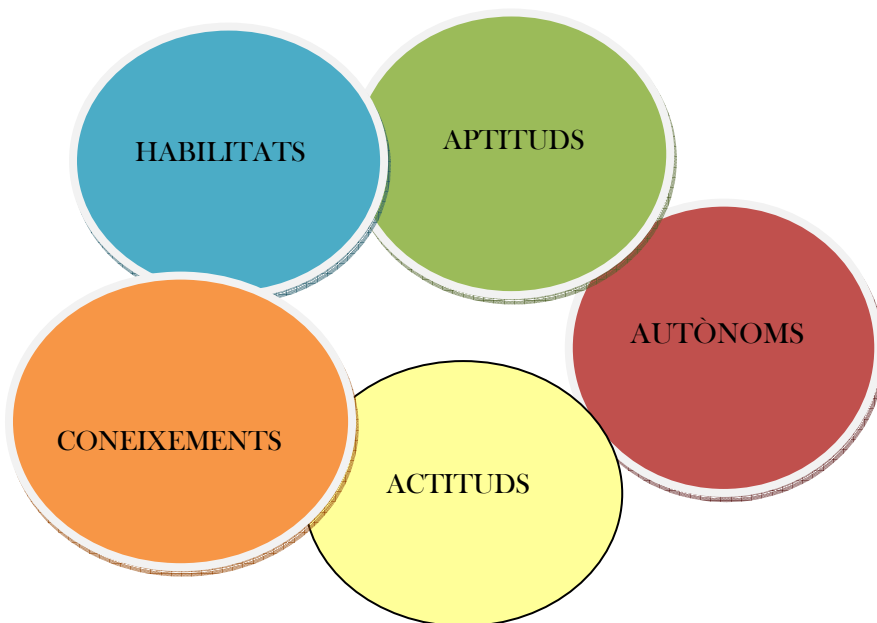 HABILITATS
APTITUDS
AUTÒNOMS
CONEIXEMENTS
ACTITUDS